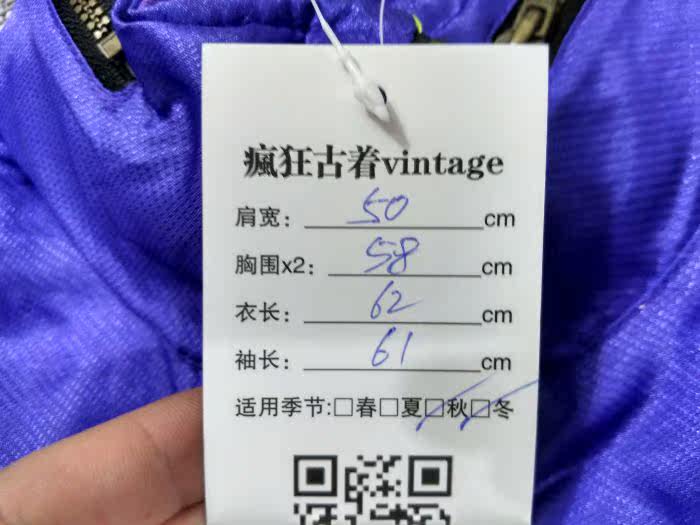 瘋狂古着vintage
肩宽：50cm
胸围x2：58cm
衣长：62cm
袖长：61cm
适用季节:□春□夏☑秋☑冬